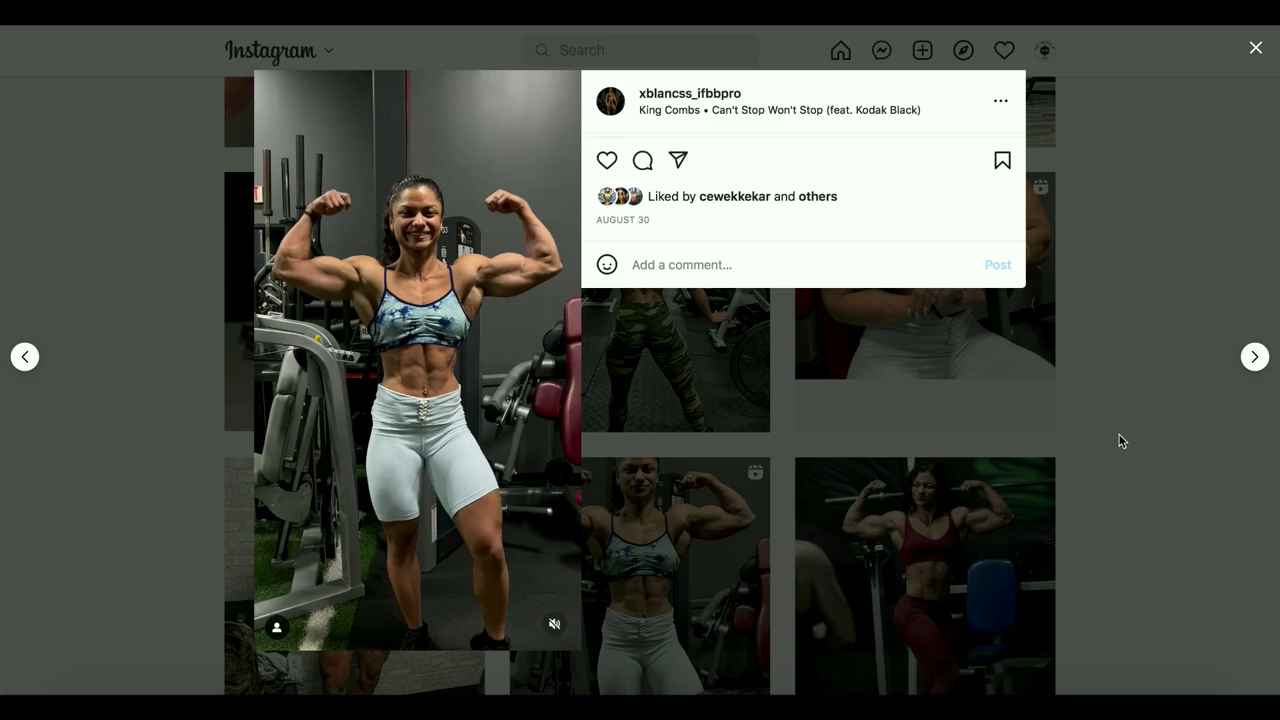 Instagram
Search
xblancss_ifbbpro
King Combs • Can't Stop Won't Stop (feat. Kodak Black)
Liked by cewekkekar and others
AUGUST 30
Add a comment...
Post